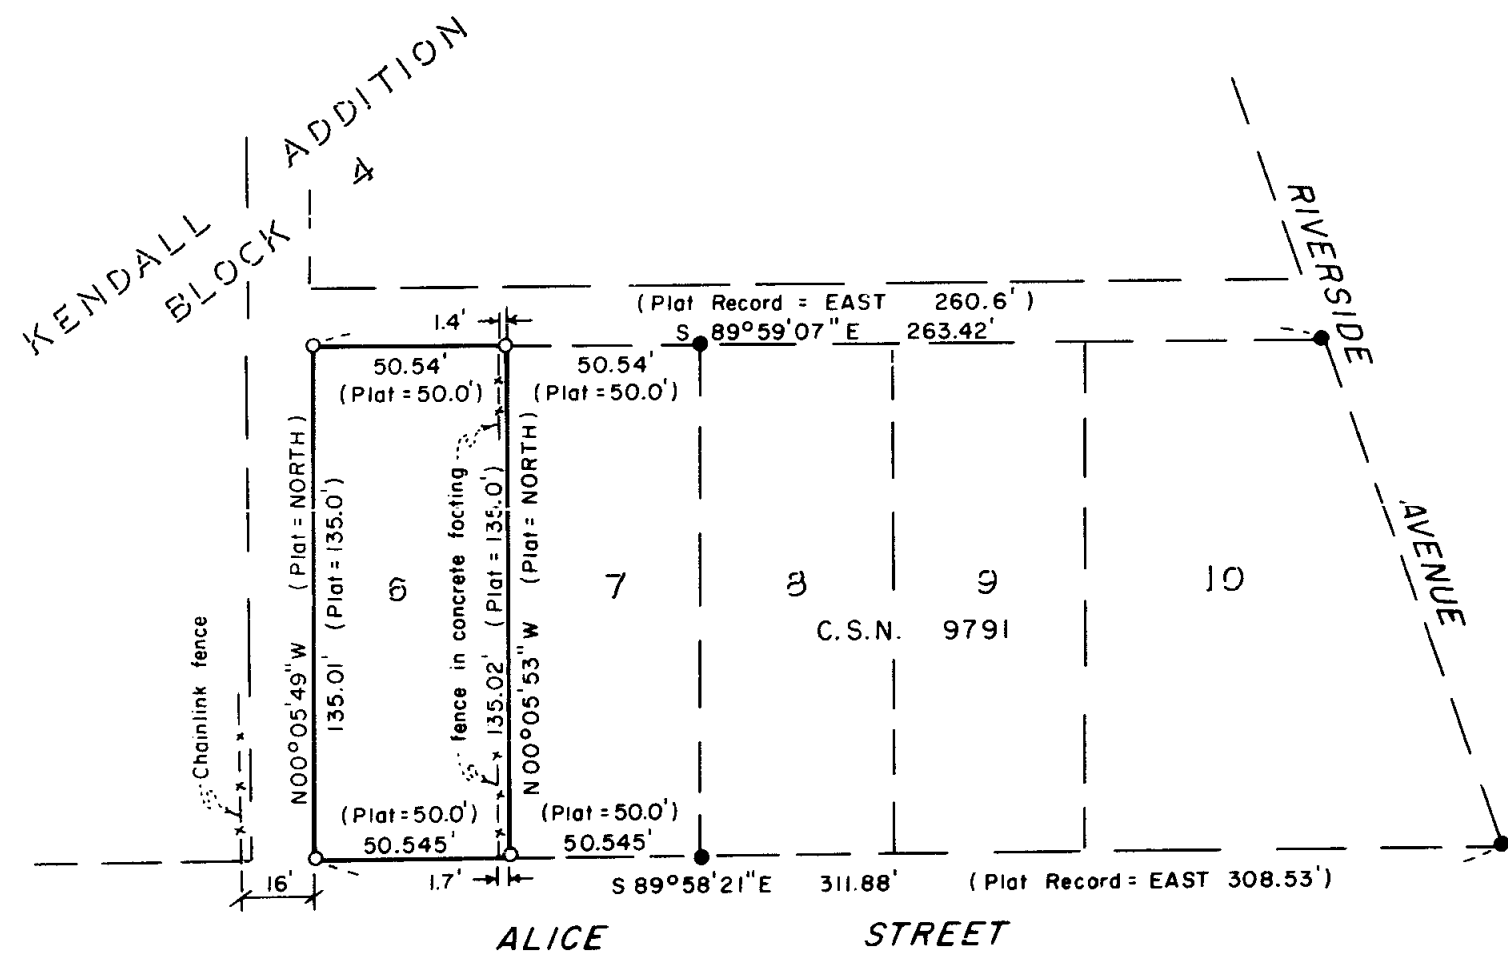 KENDALL ADDITION
BLOCK 4
RIVERSIDE AVENUE
(Plat Record = EAST 260.6')
S 89°59'07"E 263.42'
1.4'
50.54'
(Plat = 50.0')
50.54'
(Plat = 50.0')
N00°05'49"W (Plat = NORTH)
135.01' (Plat = 135.0')
fence in concrete footing
135.02' (Plat = 135.0')
N00°05'53"W (Plat = NORTH)
Chainlink fence
6
7
8
9
10
C.S.N. 9791
(Plat = 50.0')
50.545'
(Plat = 50.0')
50.545'
16'
1.7'
S 89°58'21"E 311.88' (Plat Record = EAST 308.53')
ALICE STREET